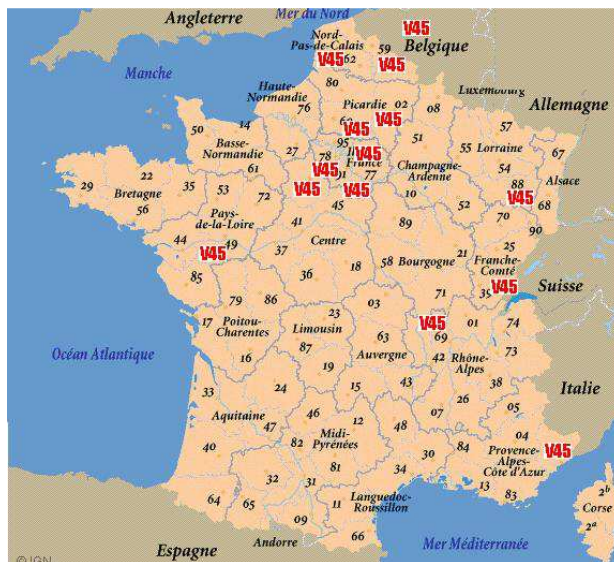 Angleterre
Mer du Nord
V45
Nord-
Pas-de-Calais
59
Belgique
V45
62
V45
Manche
80
Haute-
Normandie
76
Picardie
02
08
Luxembourg
Allemagne
V45
V45
50
14
Basse-
Normandie
27
95
51
55
Lorraine
57
67
V45
78
France
V45
77
54
88
Alsace
61
Champagne-
Ardenne
22
29
Bretagne
35
53
72
V45
V45
45
10
52
V45
68
56
Pays-
de-la-Loire
41
89
70
90
44
49
V45
37
Centre
Bourgogne
21
25
Franche-
Comté
85
36
18
58
71
39
V45
Suisse
79
86
03
V45
69
01
74
17
Poitou-
Charentes
23
Limousin
63
42
Rhône-
Alpes
73
Océan Atlantique
16
87
Auvergne
19
38
Italie
33
24
15
43
26
07
05
Aquitaine
46
12
48
04
47
Midi-
Pyrénées
82
V45
40
81
30
84
Provence-
Alpes-
Côte d'Azur
32
34
13
83
31
64
65
11
Languedoc-
Roussillon
2b
Corse
2a
09
66
Andorre
Espagne
Mer Méditerranée
© IGN